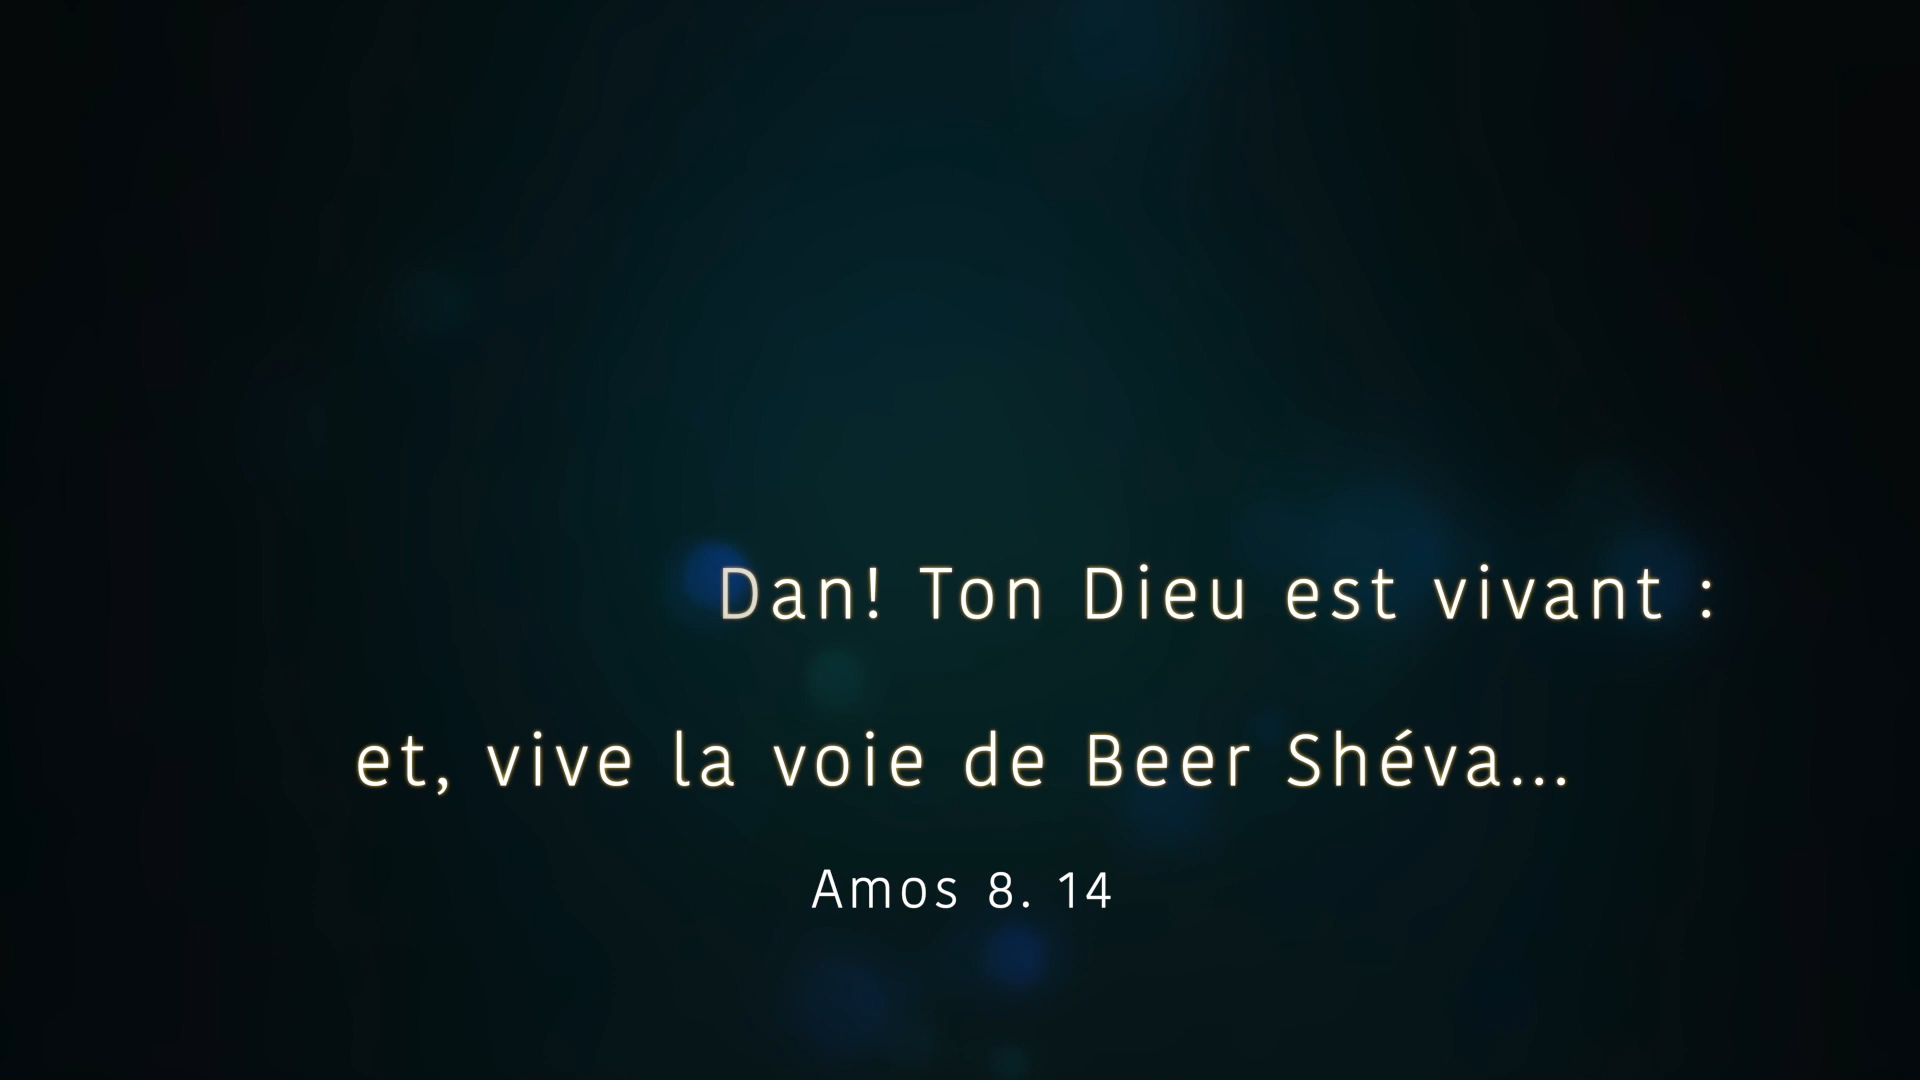 Dan! Ton Dieu est vivant :
et, vive la voie de Beer Shéva...
Amos 8. 14